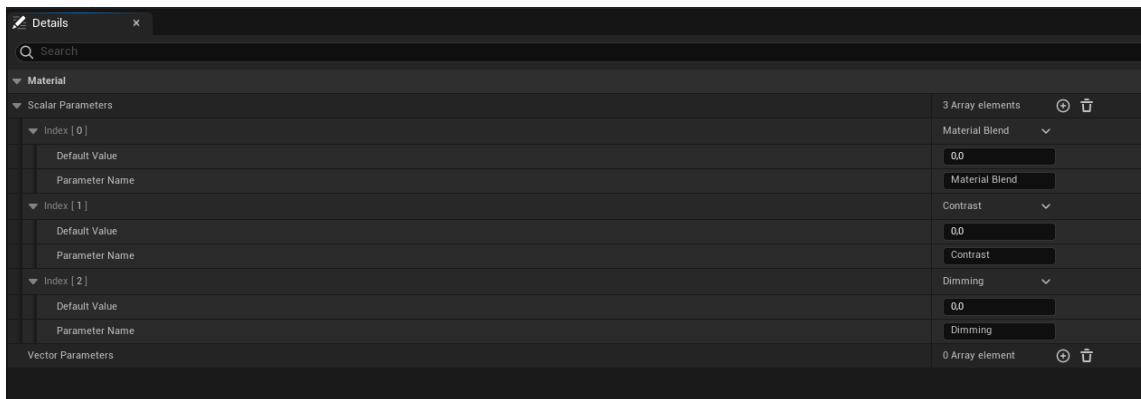 Details
Search
Material
Scalar Parameters 3 Array elements
Index [ 0 ] Material Blend
Default Value 0,0
Parameter Name Material Blend
Index [ 1 ] Contrast
Default Value 0,0
Parameter Name Contrast
Index [ 2 ] Dimming
Default Value 0,0
Parameter Name Dimming
Vector Parameters 0 Array element